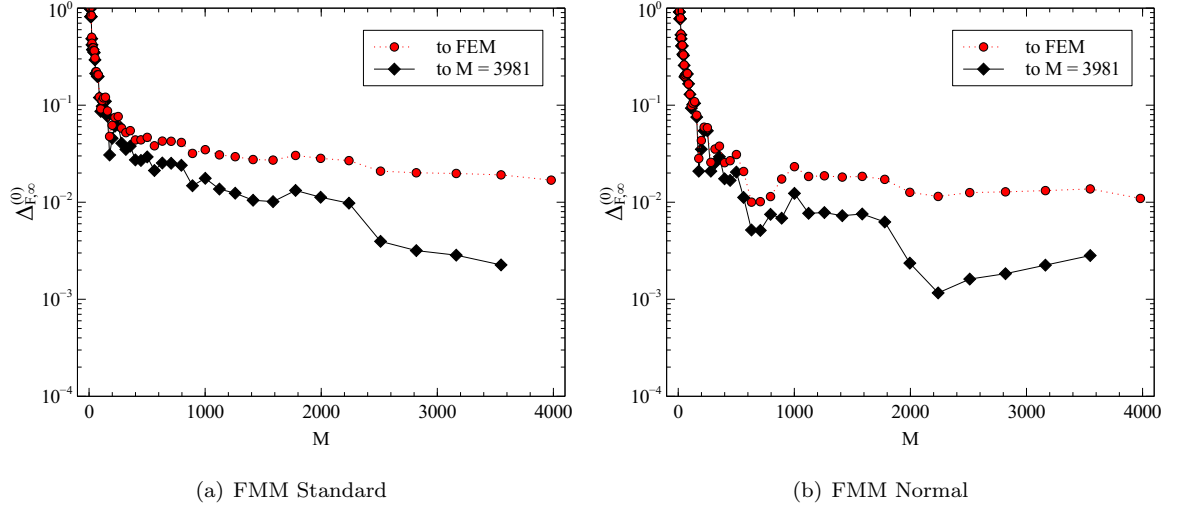 10^0
10^-1
10^-2
10^-3
10^-4
Δ_{F,∞}^{(0)}
to FEM
to M = 3981
0 1000 2000 3000 4000
M
(a) FMM Standard
10^0
10^-1
10^-2
10^-3
10^-4
Δ_{F,∞}^{(0)}
to FEM
to M = 3981
0 1000 2000 3000 4000
M
(b) FMM Normal